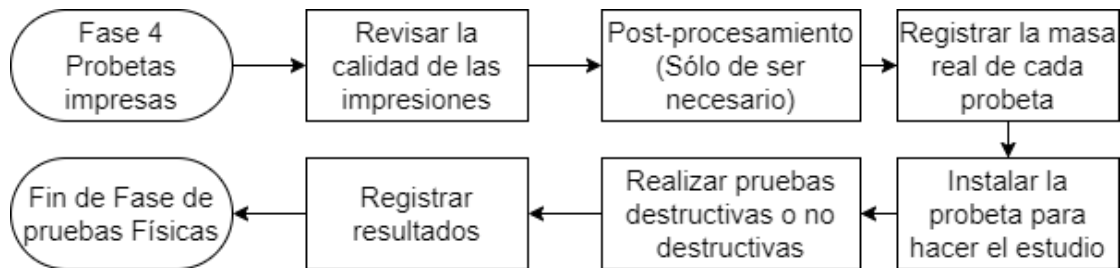 Fase 4
Probetas
impresas
Revisar la
calidad de las
impresiones
Post-procesamiento
(Sólo de ser
necesario)
Registrar la masa
real de cada
probeta
Instalar la
probeta para
hacer el estudio
Realizar pruebas
destructivas o no
destructivas
Registrar
resultados
Fin de Fase de
pruebas Físicas